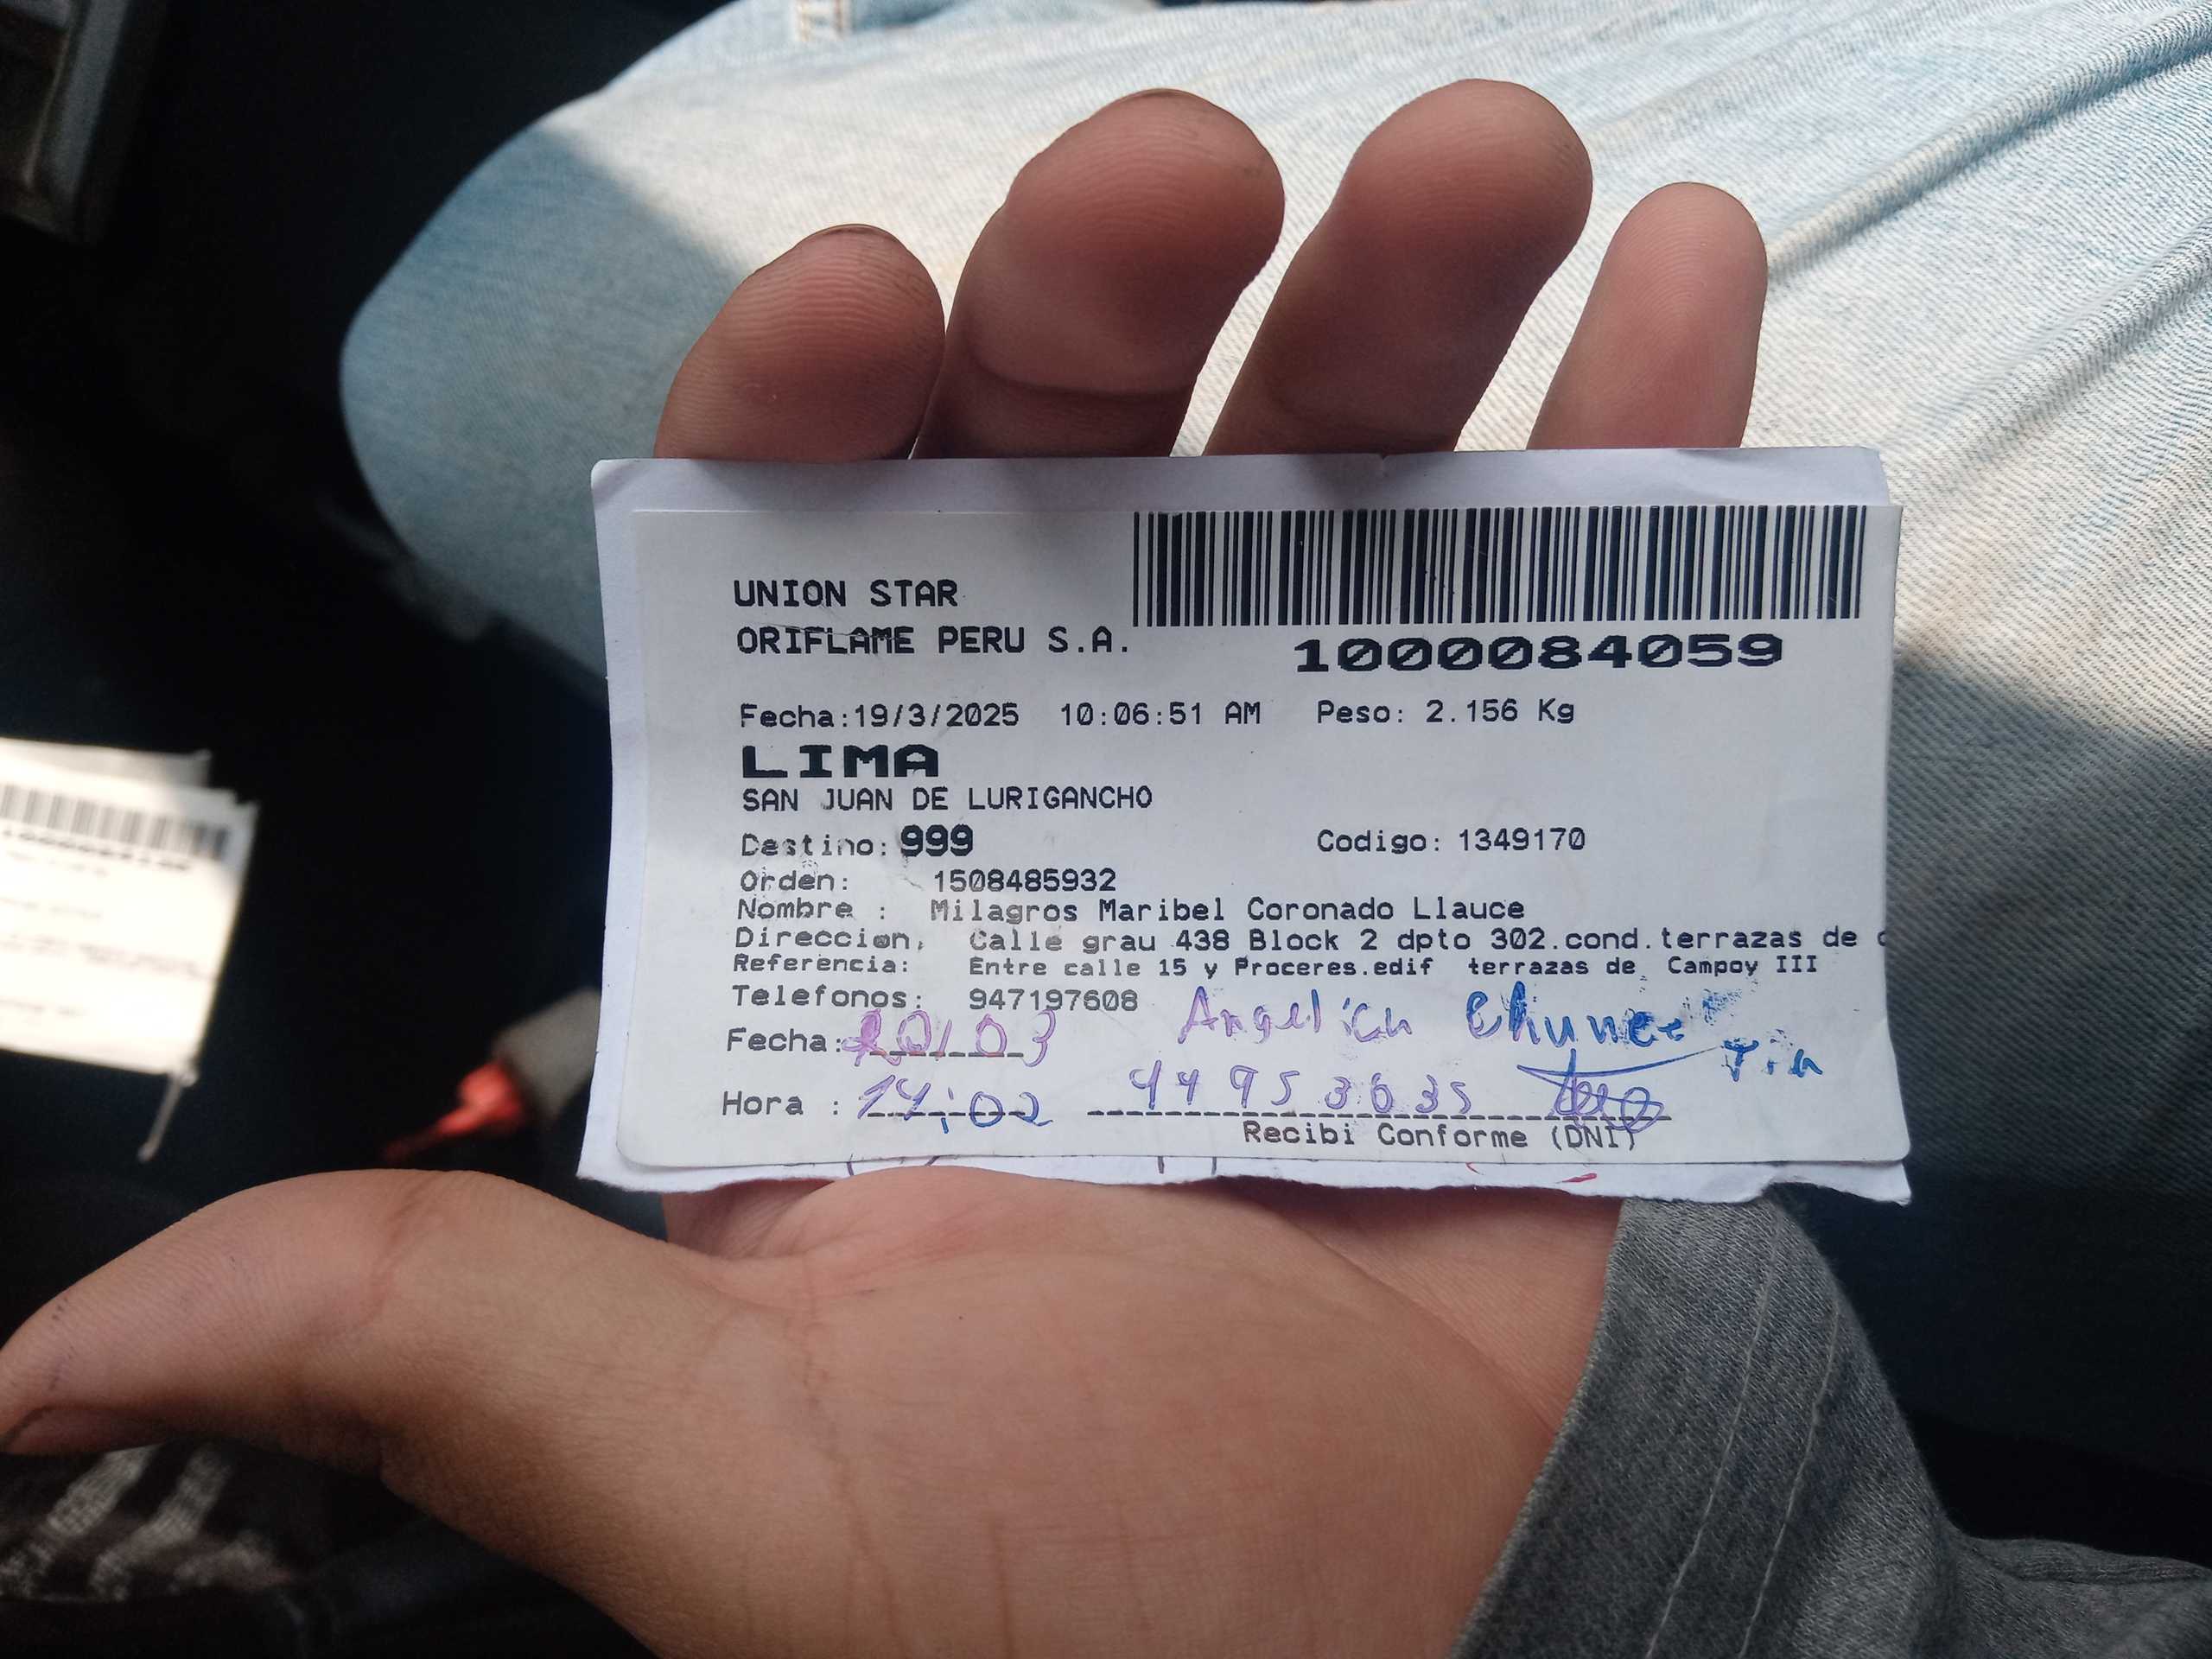 UNION STAR
ORIFLAME PERU S.A.
1000084059
Fecha:19/3/2025 10:06:51 AM Peso: 2.156 Kg
LIMA
SAN JUAN DE LURIGANCHO
Destino: 999 Codigo: 1349170
Orden: 1508485932
Nombre : Milagros Maribel Coronado Llauce
Direccion, Calle grau 438 Block 2 dpto 302.cond.terrazas de
Referencia: Entre calle 15 y Proceres.edif terrazas de Campoy III
Telefonos: 947197608
Angelica
Fecha: 20/03
Tia
Hora : 14:02 44953635
Recibi Conforme (DNI)